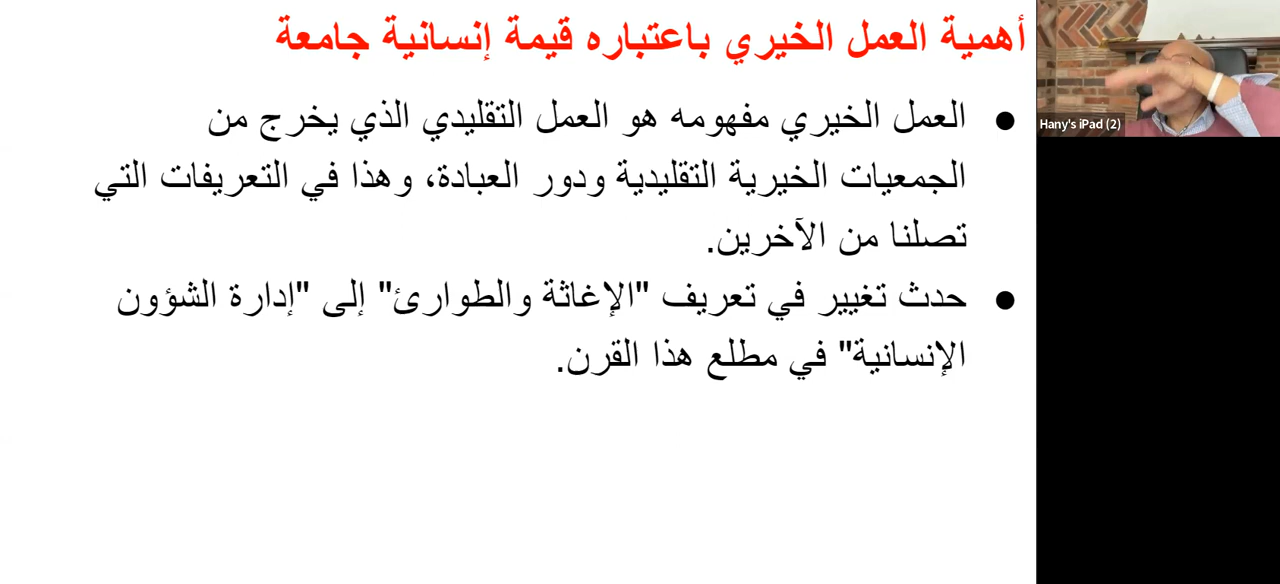 أهمية العمل الخيري باعتباره قيمة إنسانية جامعة
● العمل الخيري مفهومه هو العمل التقليدي الذي يخرج من
الجمعيات الخيرية التقليدية ودور العبادة، وهذا في التعريفات التي
تصلنا من الآخرين.
● حدث تغيير في تعريف "الإغاثة والطوارئ" إلى "إدارة الشؤون
الإنسانية" في مطلع هذا القرن.
Hany's iPad (2)